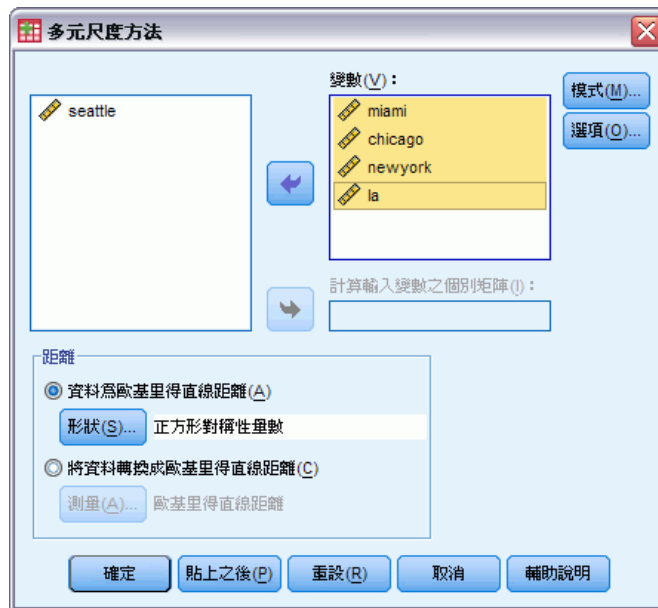 多元尺度方法
變數(V)：
seattle
miami
chicago
newyork
la
模式(M)...
選項(O)...
計算輸入變數之個別矩陣(I)：
距離
資料為歐基里得直線距離(A)
形狀(S)...
正方形對稱性量數
將資料轉換成歐基里得直線距離(C)
測量(A)...
歐基里得直線距離
確定
貼上之後(P)
重設(R)
取消
輔助說明